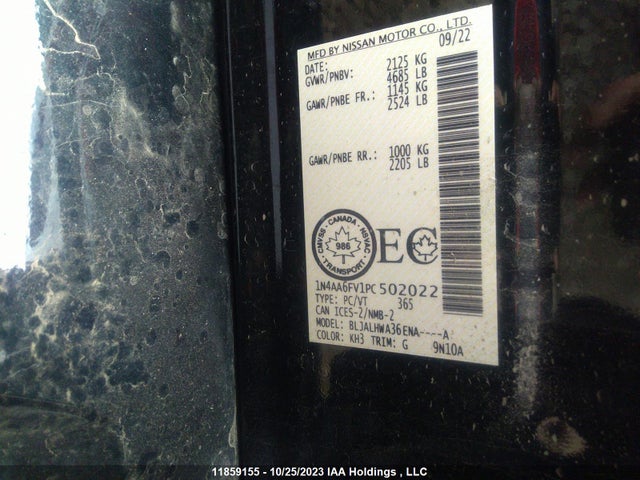 MFD BY NISSAN MOTOR CO., LTD.
DATE: 09/22
GVWR/PNBV: 2125 KG
4685 LB
GAWR/PNBE FR.: 1145 KG
2524 LB
GAWR/PNBE RR.: 1000 KG
2205 LB
CMVSS - CANADA - NSVAC
986
TRANSPORT
EC
1N4AA6FV1PC502022
TYPE: PC/VT 365
CAN ICES-2/NMB-2
MODEL: BLJALHWA36ENA----A
COLOR: KH3 TRIM: G 9N10A
11859155 - 10/25/2023 IAA Holdings , LLC